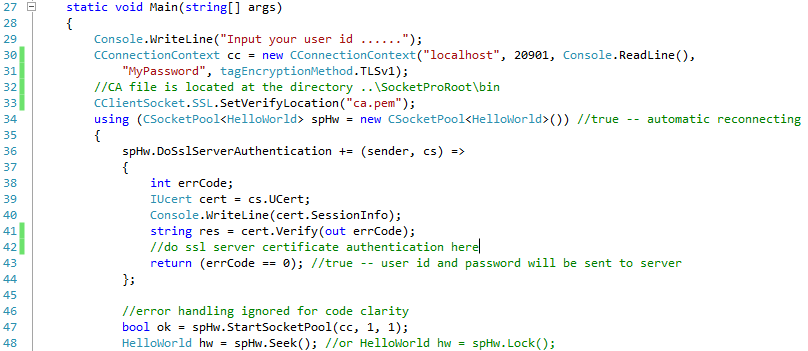 27 static void Main(string[] args)
28 {
29 Console.WriteLine("Input your user id ......");
30 CConnectionContext cc = new CConnectionContext("localhost", 20901, Console.ReadLine(),
31 "MyPassword", tagEncryptionMethod.TLSv1);
32 //CA file is located at the directory ..\SocketProRoot\bin
33 CClientSocket.SSL.SetVerifyLocation("ca.pem");
34 using (CSocketPool<HelloWorld> spHw = new CSocketPool<HelloWorld>()) //true -- automatic reconnecting
35 {
36 spHw.DoSslServerAuthentication += (sender, cs) =>
37 {
38 int errCode;
39 IUcert cert = cs.UCert;
40 Console.WriteLine(cert.SessionInfo);
41 string res = cert.Verify(out errCode);
42 //do ssl server certificate authentication here
43 return (errCode == 0); //true -- user id and password will be sent to server
44 };
45
46 //error handling ignored for code clarity
47 bool ok = spHw.StartSocketPool(cc, 1, 1);
48 HelloWorld hw = spHw.Seek(); //or HelloWorld hw = spHw.Lock();